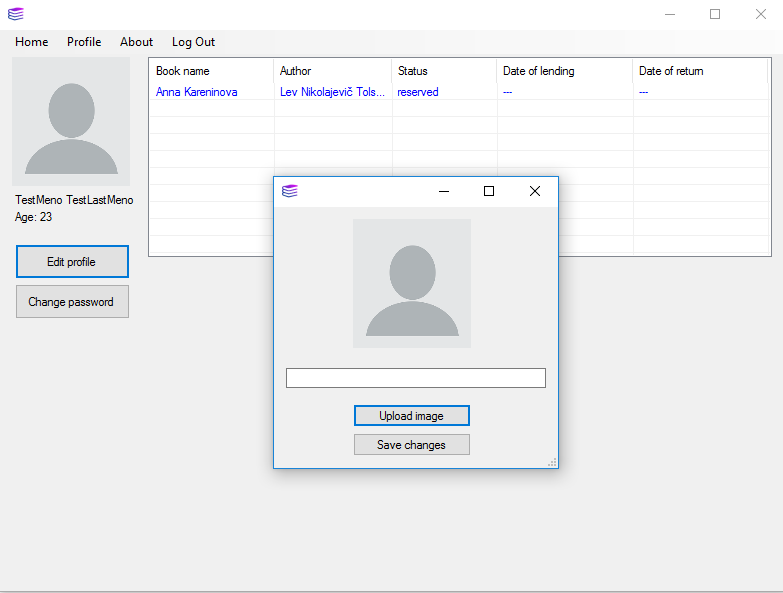 Home Profile About Log Out
Book name Author Status Date of lending Date of return
Anna Kareninova Lev Nikolajevič Tols... reserved --- ---
TestMeno TestLastMeno
Age: 23
Edit profile
Change password
Upload image
Save changes